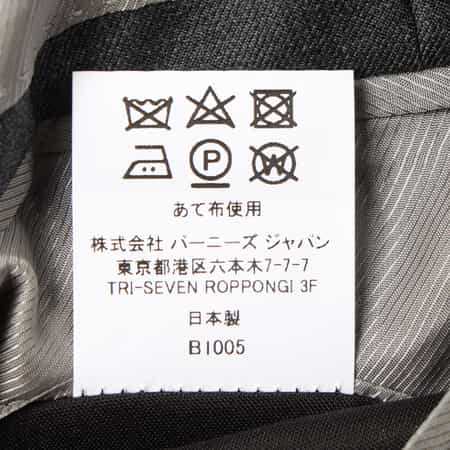 P
W
あて布使用
株式会社 バーニーズ ジャパン
東京都港区六本木7-7-7
TRI-SEVEN ROPPONGI 3F
日本製
B1005